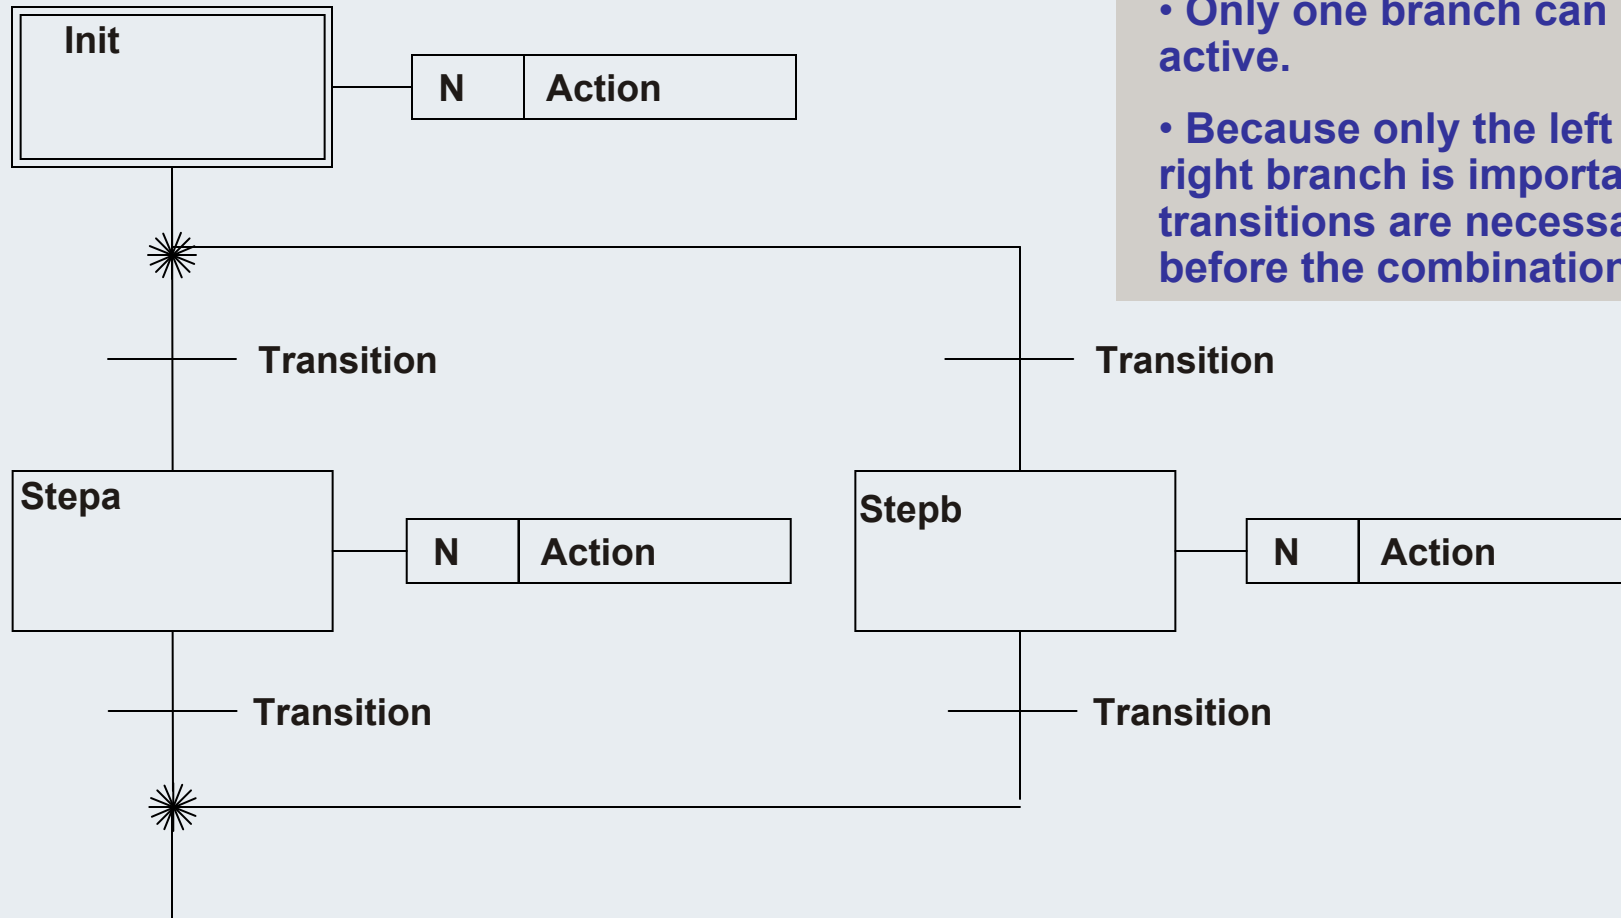 Init
N Action
• Only one branch can
active.
• Because only the left
right branch is importa
transitions are necessa
before the combination
Transition
Transition
Stepa
N Action
Stepb
N Action
Transition
Transition